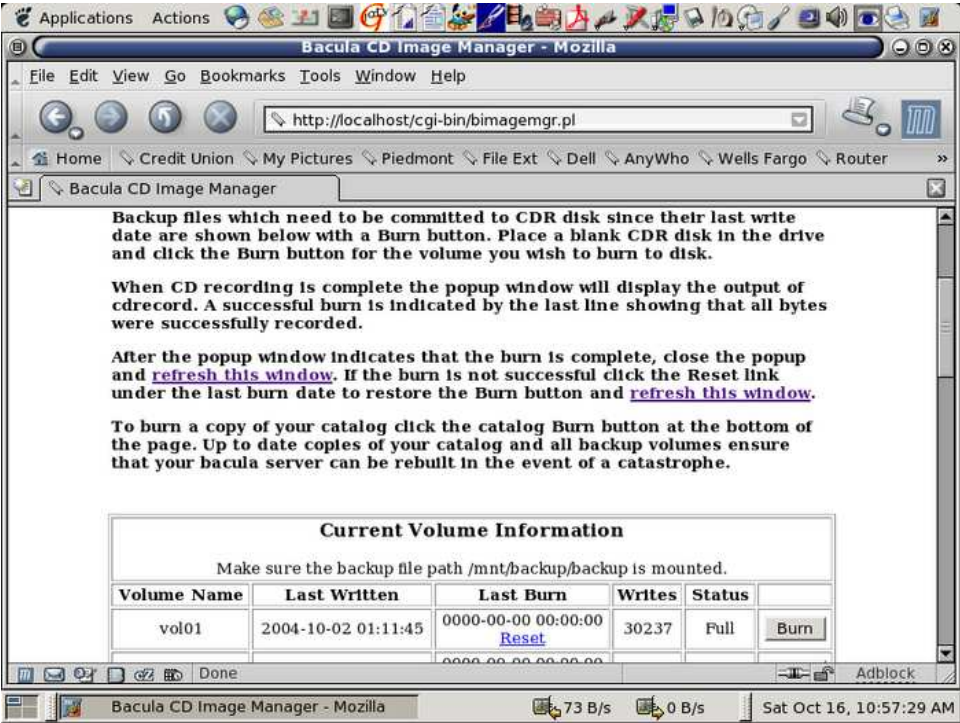 Applications Actions
Bacula CD Image Manager - Mozilla
File Edit View Go Bookmarks Tools Window Help
http://localhost/cgi-bin/bimagemgr.pl
Home Credit Union My Pictures Piedmont File Ext Dell AnyWho Wells Fargo Router »
Bacula CD Image Manager
Backup files which need to be committed to CDR disk since their last write
date are shown below with a Burn button. Place a blank CDR disk in the drive
and click the Burn button for the volume you wish to burn to disk.
When CD recording is complete the popup window will display the output of
cdrecord. A successful burn is indicated by the last line showing that all bytes
were successfully recorded.
After the popup window indicates that the burn is complete, close the popup
and refresh this window. If the burn is not successful click the Reset link
under the last burn date to restore the Burn button and refresh this window.
To burn a copy of your catalog click the catalog Burn button at the bottom of
the page. Up to date copies of your catalog and all backup volumes ensure
that your bacula server can be rebuilt in the event of a catastrophe.
Current Volume Information
Make sure the backup file path /mnt/backup/backup is mounted.
Volume Name Last Written Last Burn Writes Status
vol01 2004-10-02 01:11:45 0000-00-00 00:00:00 30237 Full Burn
Reset
0000-00-00 00:00:00
Done Adblock
Bacula CD Image Manager - Mozilla 73 B/s 0 B/s Sat Oct 16, 10:57:29 AM